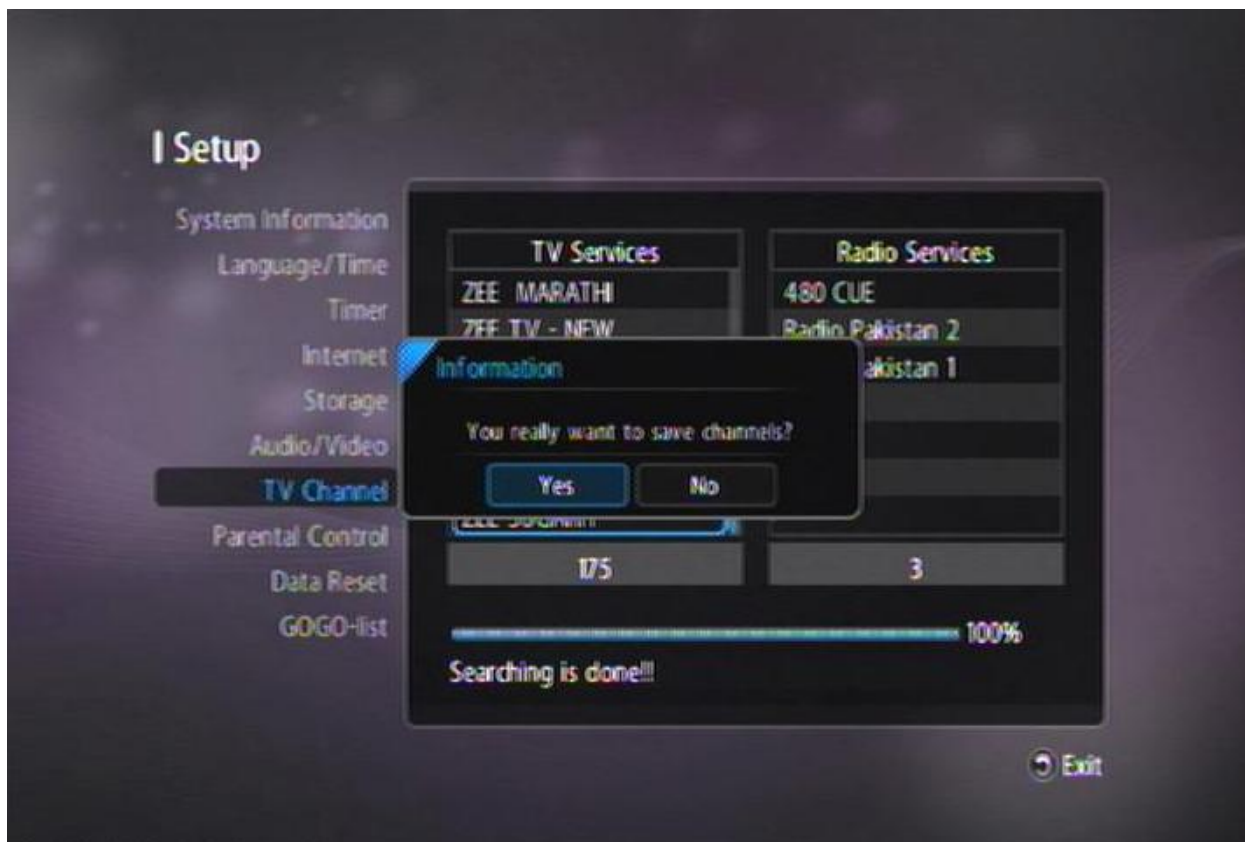 Setup
System Information
Language/Time
Timer
Internet
Storage
Audio/Video
TV Channel
Parental Control
Data Reset
GOGO-list
TV Services
ZEE MARATHI
ZEE TV - NEW
175
Radio Services
480 CUE
Radio Pakistan 2
akistan 1
3
Information
You really want to save channels?
Yes
No
100%
Searching is done!!!
Exit